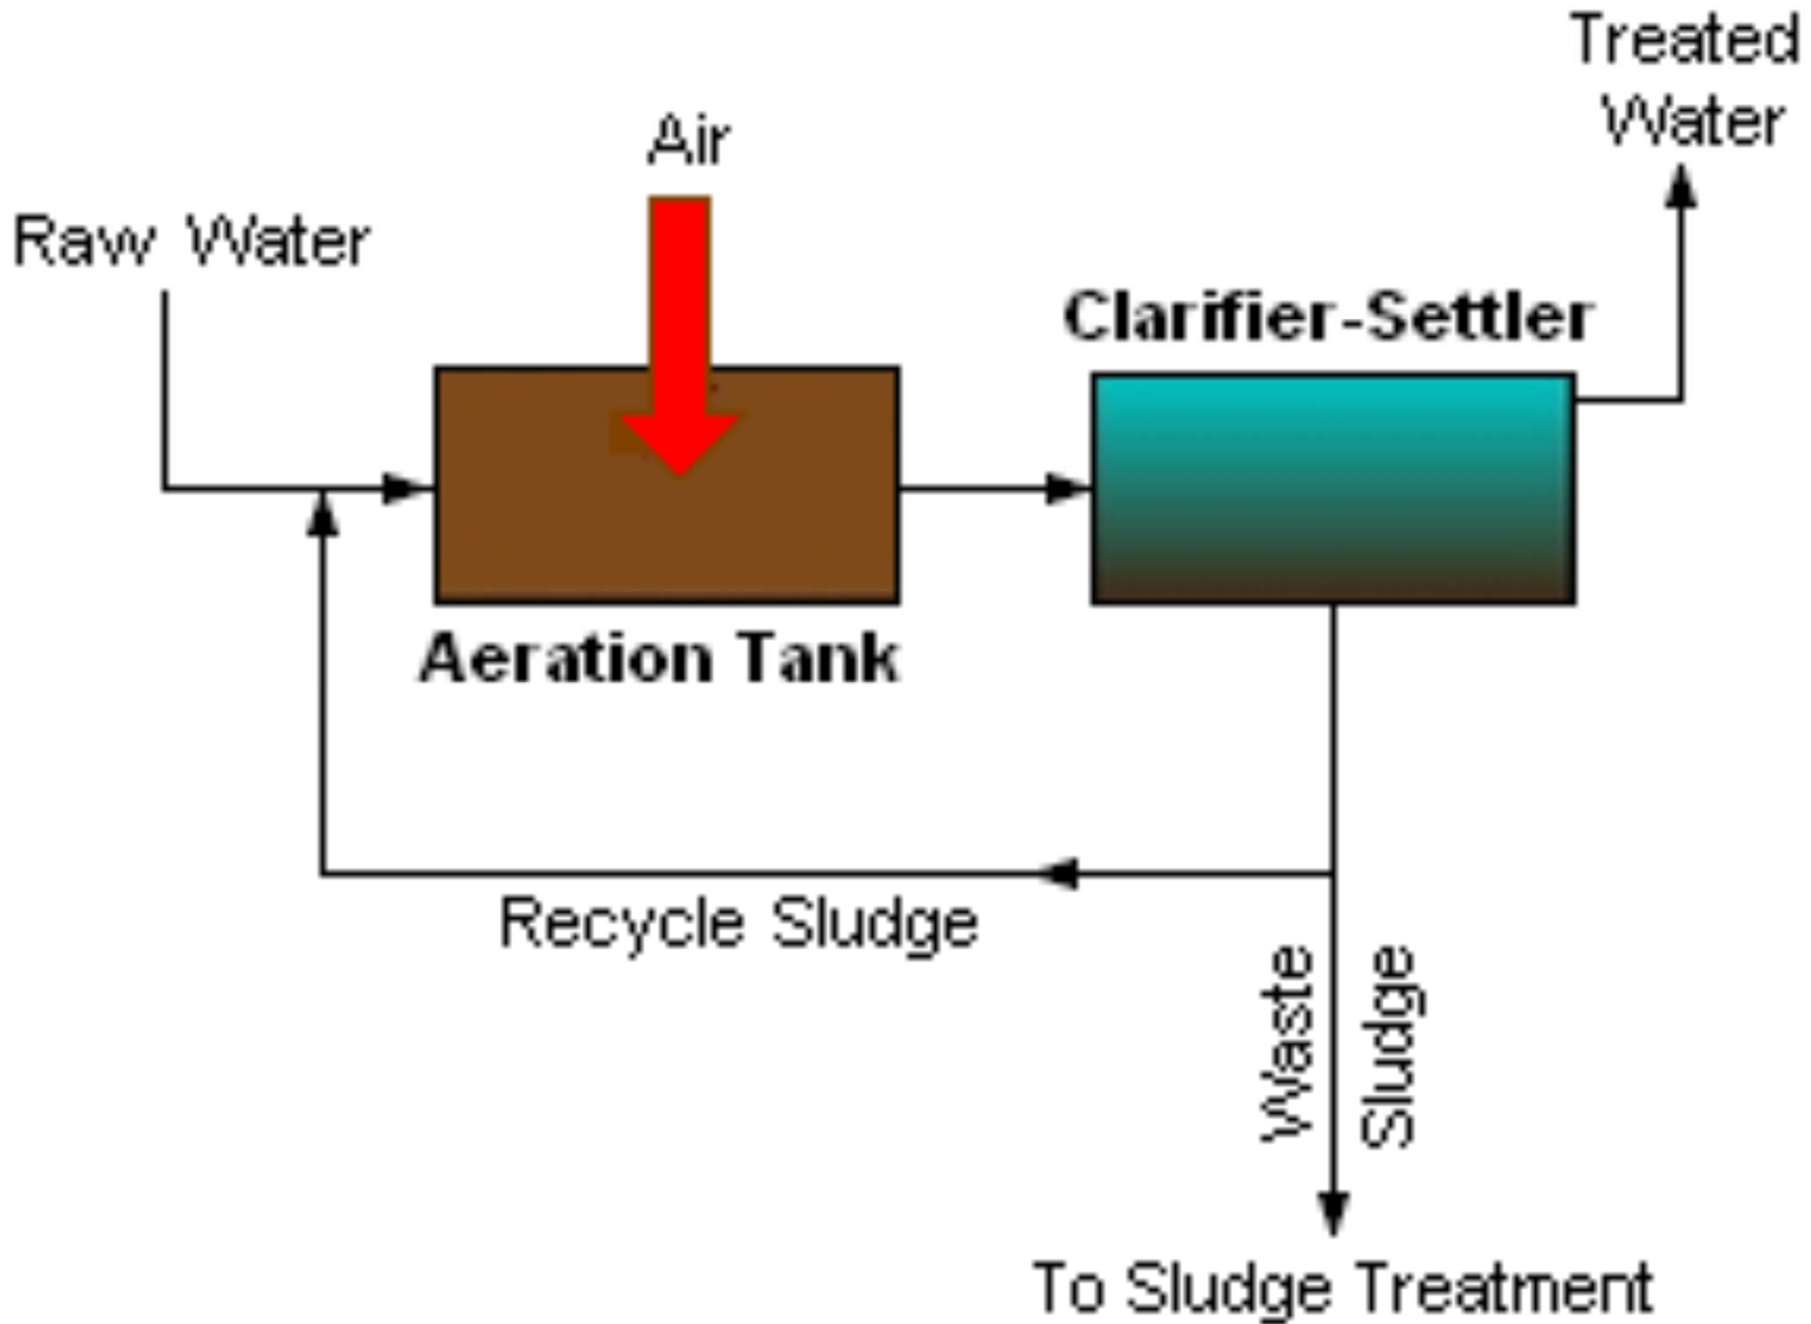 Treated
Water
Air
Raw Water
Clarifier-Settler
Aeration Tank
Recycle Sludge
Waste
Sludge
To Sludge Treatment